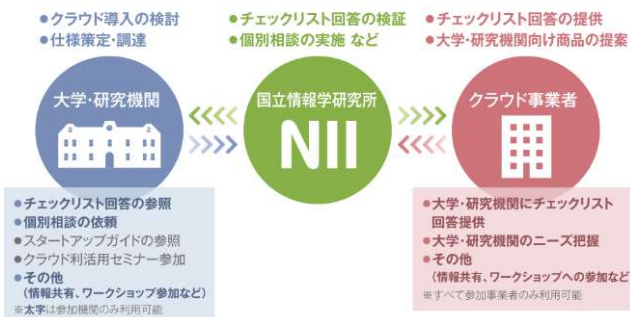 ●クラウド導入の検討
●仕様策定・調達
●チェックリスト回答の検証
●個別相談の実施 など
●チェックリスト回答の提供
●大学・研究機関向け商品の提案
大学・研究機関
国立情報学研究所
NII
クラウド事業者
●チェックリスト回答の参照
●個別相談の依頼
●スタートアップガイドの参照
●クラウド利活用セミナー参加
●その他
(情報共有、ワークショップ参加など)
※太字は参加機関のみ利用可能
●大学・研究機関にチェックリスト
回答提供
●大学・研究機関のニーズ把握
●その他
(情報共有、ワークショップへの参加など)
※すべて参加事業者のみ利用可能